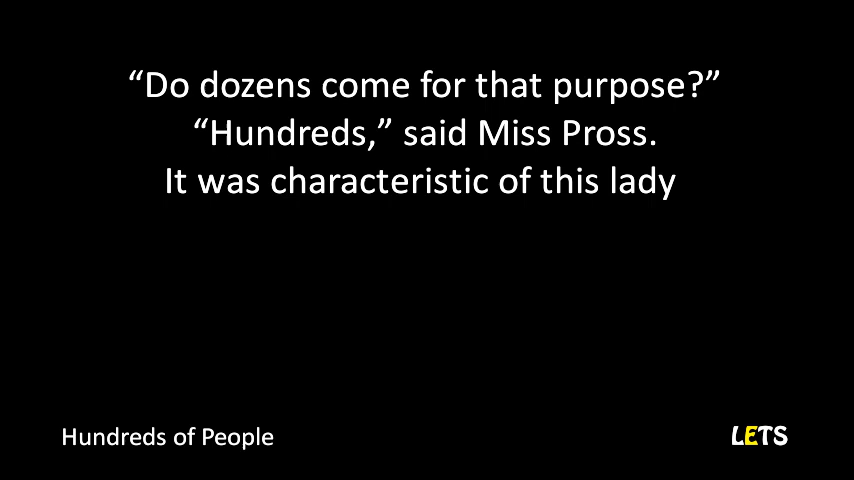 “Do dozens come for that purpose?”
“Hundreds,” said Miss Pross.
It was characteristic of this lady
Hundreds of People
LETS